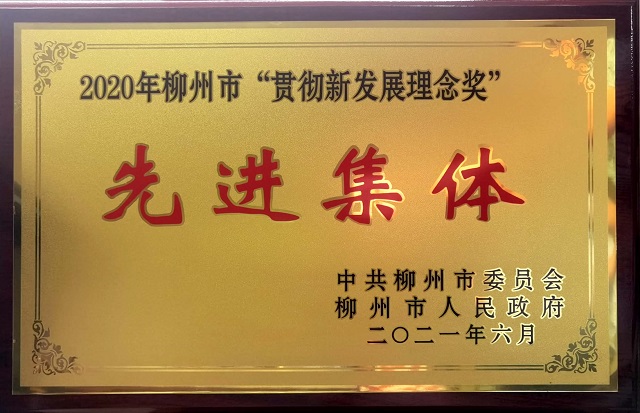 2020年柳州市“贯彻新发展理念奖”
先进集体
中共柳州市委员会
柳州市人民政府
二〇二一年六月